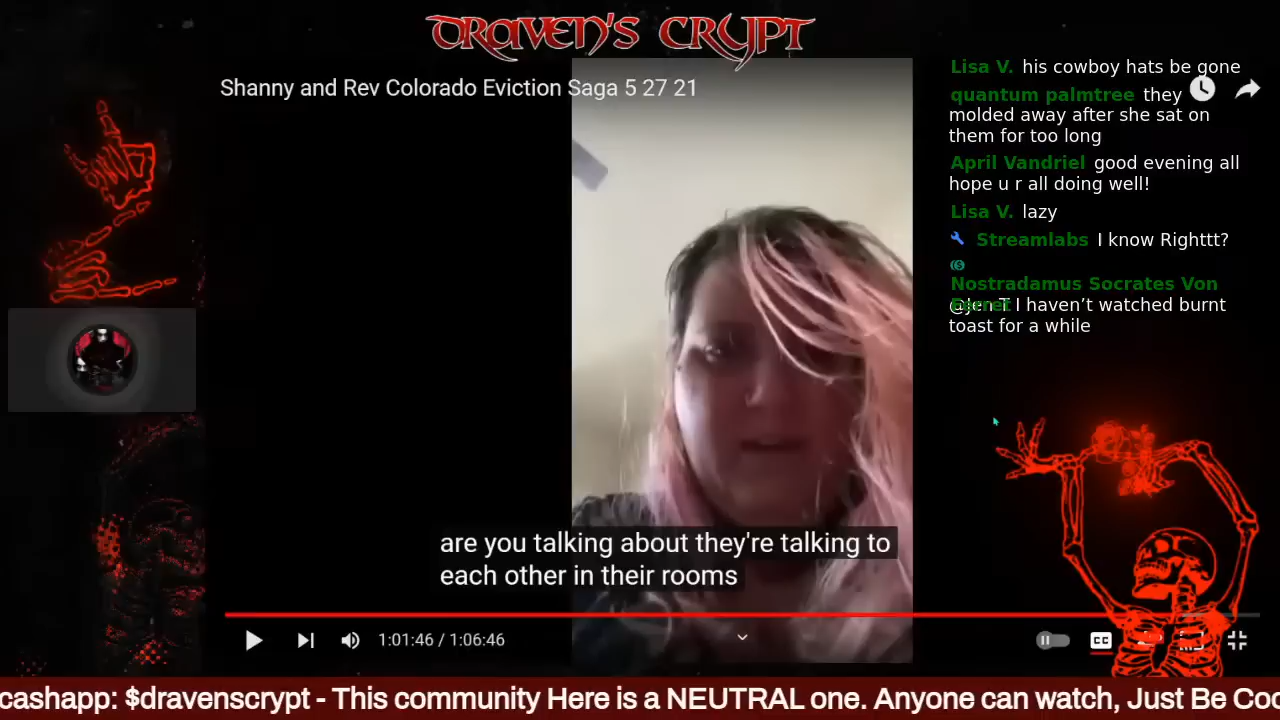 DRAVEN'S CRYPT
Shanny and Rev Colorado Eviction Saga 5 27 21
Lisa V. his cowboy hats be gone
quantum palmtree they
molded away after she sat on
them for too long
April Vandriel good evening all
hope u r all doing well!
Lisa V. lazy
Streamlabs I know Righttt?
Nostradamus Socrates Von
Ferret
@jen T I haven't watched burnt
toast for a while
are you talking about they're talking to
each other in their rooms
1:01:46 / 1:06:46
CC
cashapp: $dravenscrypt - This community Here is a NEUTRAL one. Anyone can watch, Just Be Coo